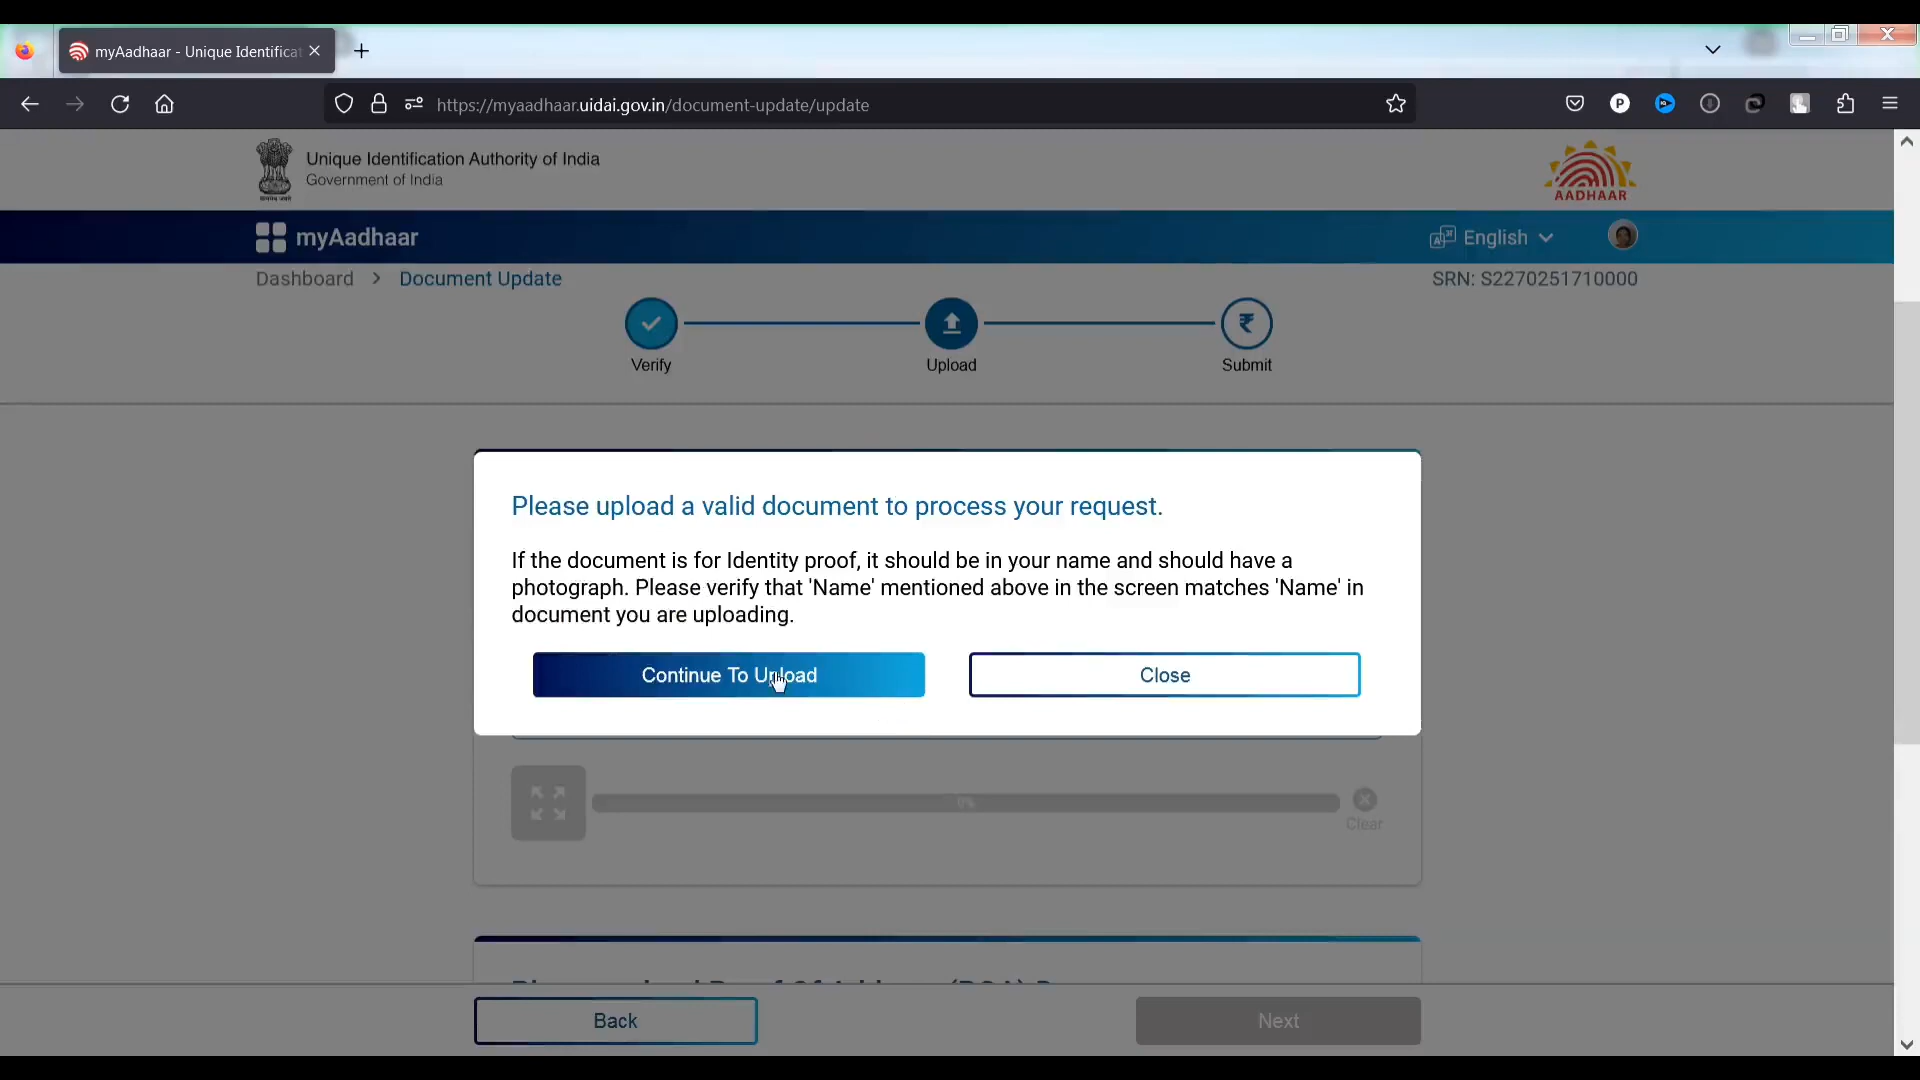 myAadhaar - Unique Identificat
https://myaadhaar.uidai.gov.in/document-update/update
Unique Identification Authority of India
Government of India
AADHAAR
myAadhaar
English
Dashboard > Document Update
SRN: S2270251710000
Verify
Upload
Submit
Please upload a valid document to process your request.
If the document is for Identity proof, it should be in your name and should have a
photograph. Please verify that 'Name' mentioned above in the screen matches 'Name' in
document you are uploading.
Continue To Upload
Close
0%
Clear
Back
Next